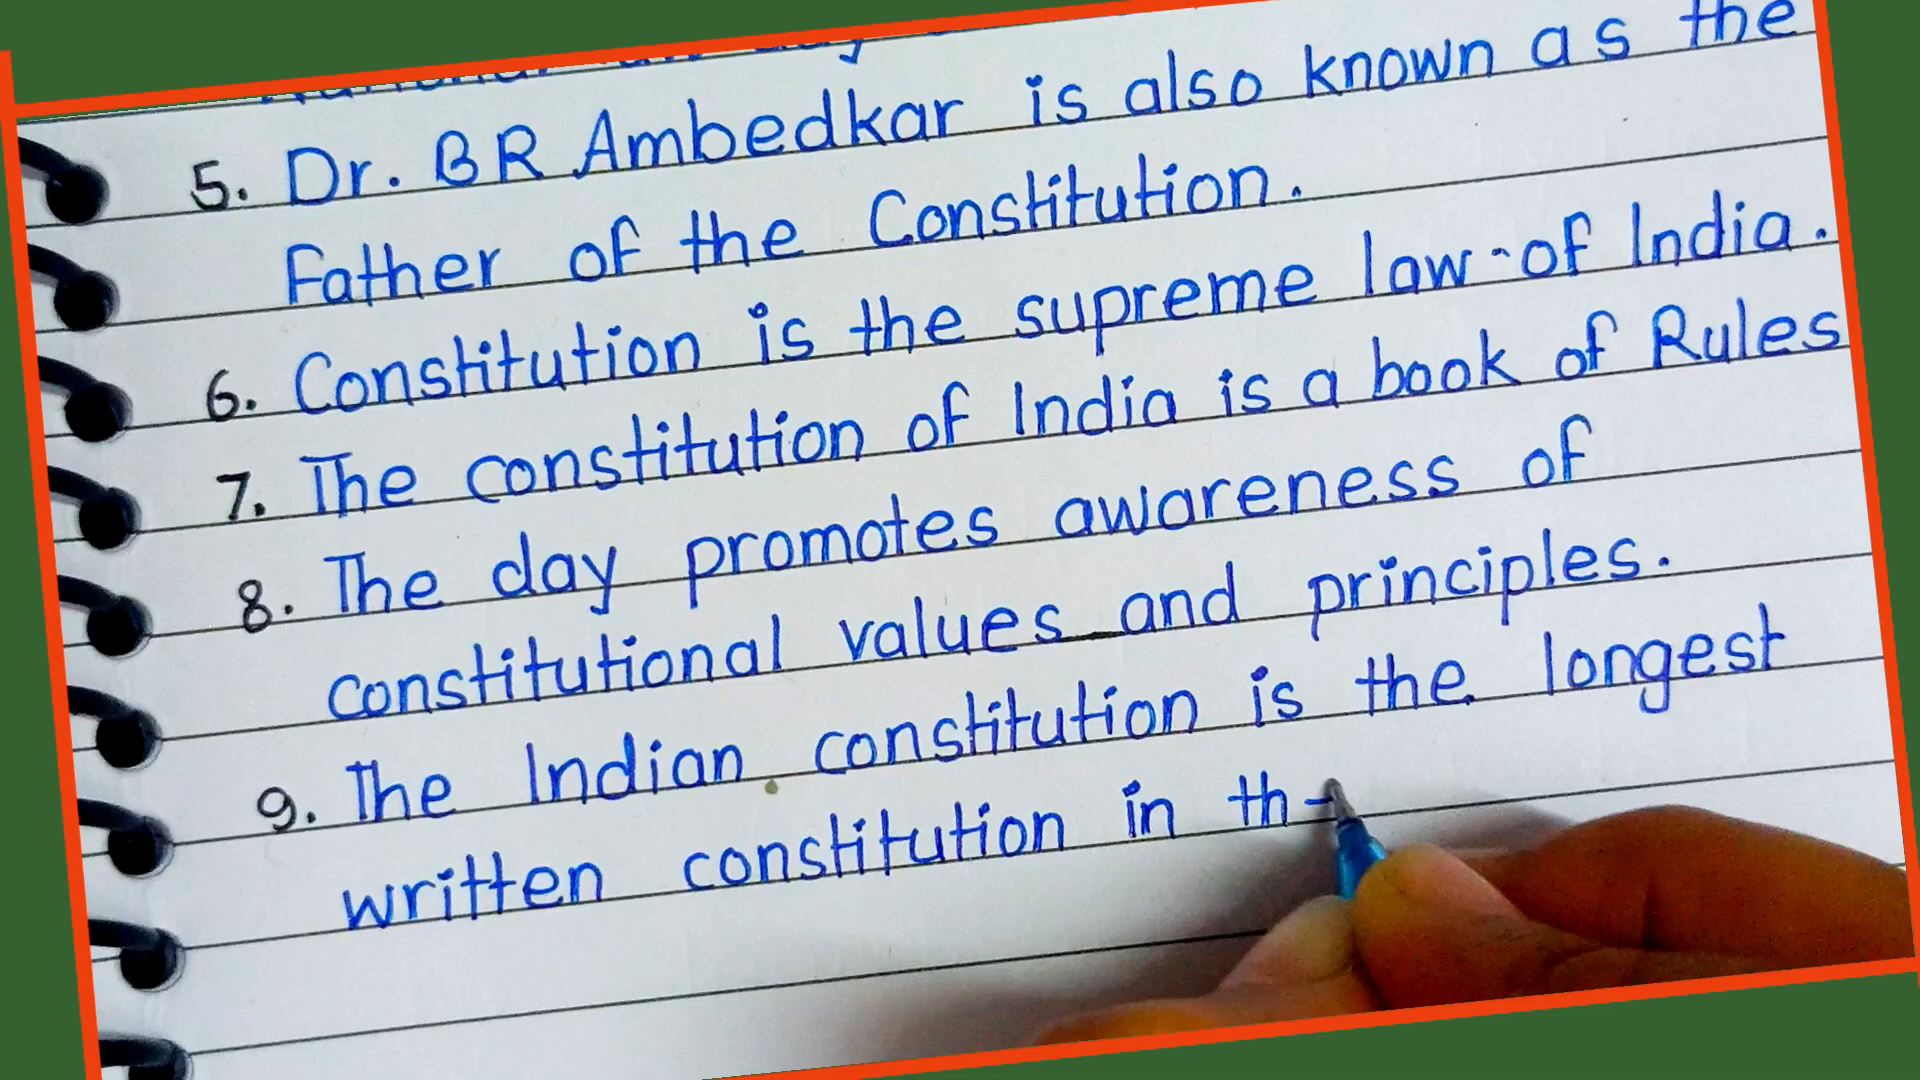 5. Dr. BR Ambedkar is also known as the
Father of the Constitution.
6. Constitution is the supreme law of India.
7. The constitution of India is a book of Rules
8. The day promotes awareness of
constitutional values and principles.
9. The Indian constitution is the longest
written constitution in th